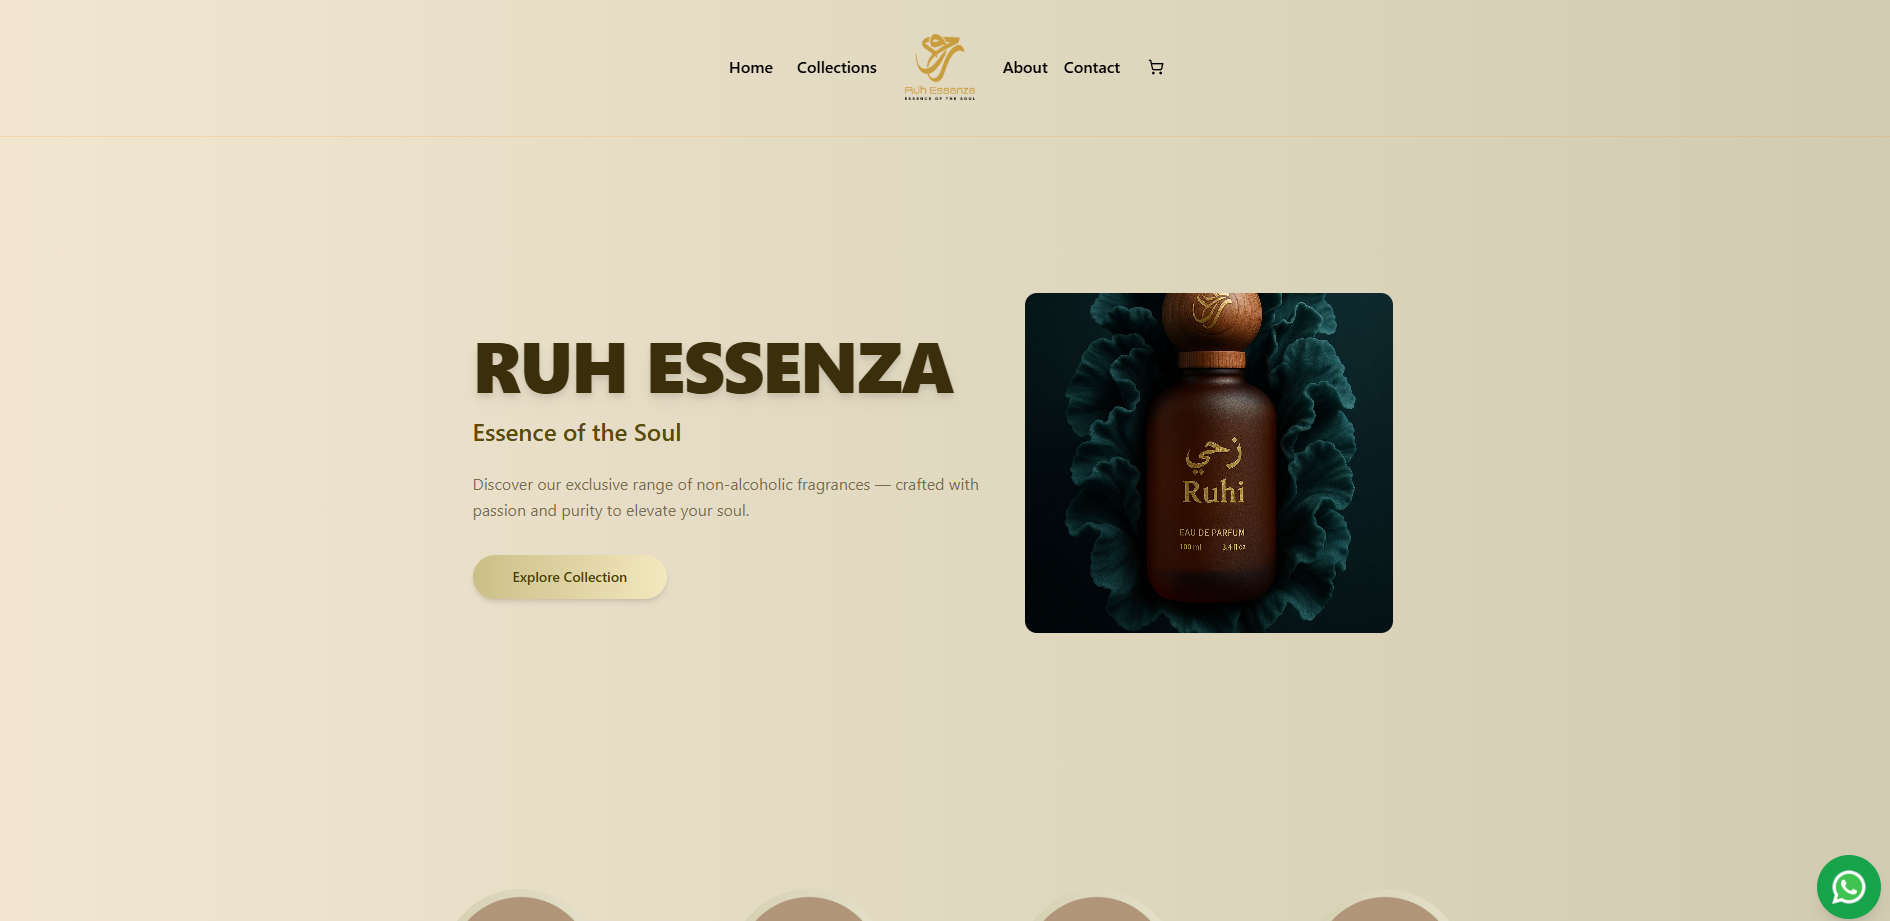 Home
Collections
Ruh Essenza
ESSENCE OF THE SOUL
About
Contact
RUH ESSENZA
Essence of the Soul
Discover our exclusive range of non-alcoholic fragrances — crafted with
passion and purity to elevate your soul.
Explore Collection
زحي
Ruhi
EAU DE PARFUM
100 ml 3.4 fl oz